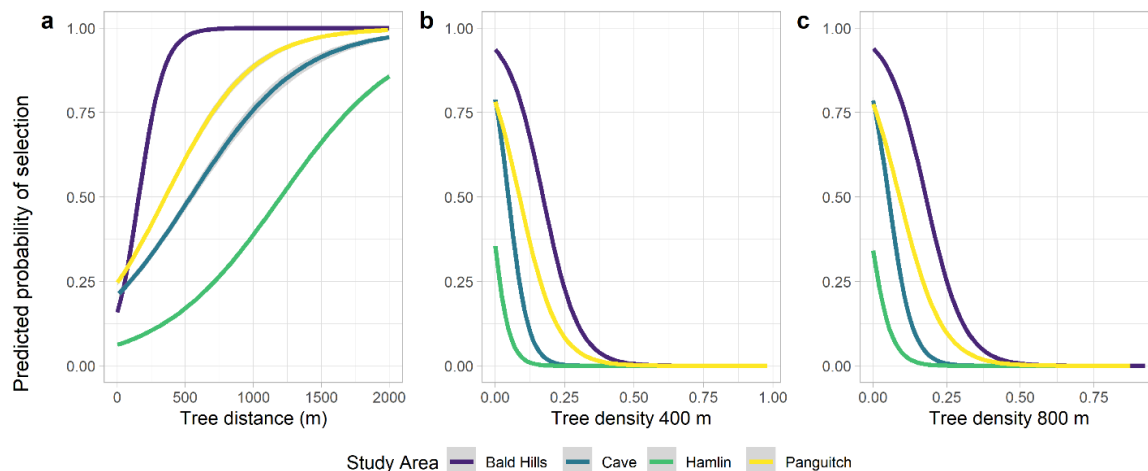 a
b
c
Predicted probability of selection
1.00
0.75
0.50
0.25
0.00
0
500
1000
1500
2000
Tree distance (m)
1.00
0.75
0.50
0.25
0.00
0.00
0.25
0.50
0.75
1.00
Tree density 400 m
1.00
0.75
0.50
0.25
0.00
0.00
0.25
0.50
0.75
Tree density 800 m
Study Area
Bald Hills
Cave
Hamlin
Panguitch